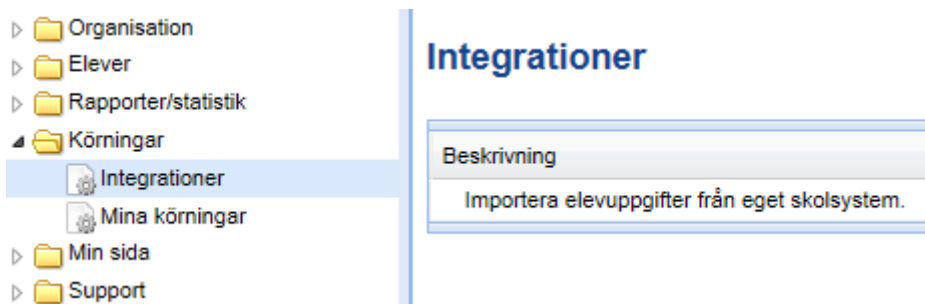 Organisation
Elever
Rapporter/statistik
Körningar
Integrationer
Mina körningar
Min sida
Support
Integrationer
Beskrivning
Importera elevuppgifter från eget skolsystem.